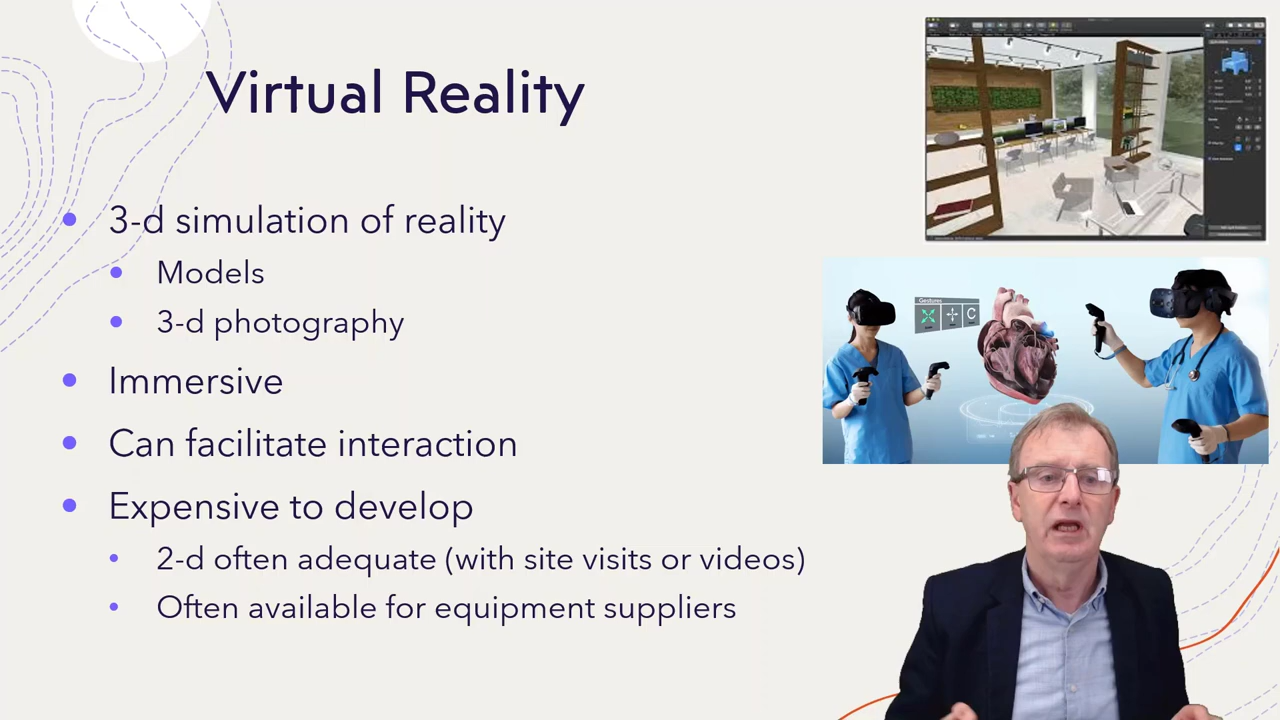 Virtual Reality
3-d simulation of reality
Models
3-d photography
Immersive
Can facilitate interaction
Expensive to develop
2-d often adequate (with site visits or videos)
Often available for equipment suppliers
Gestures